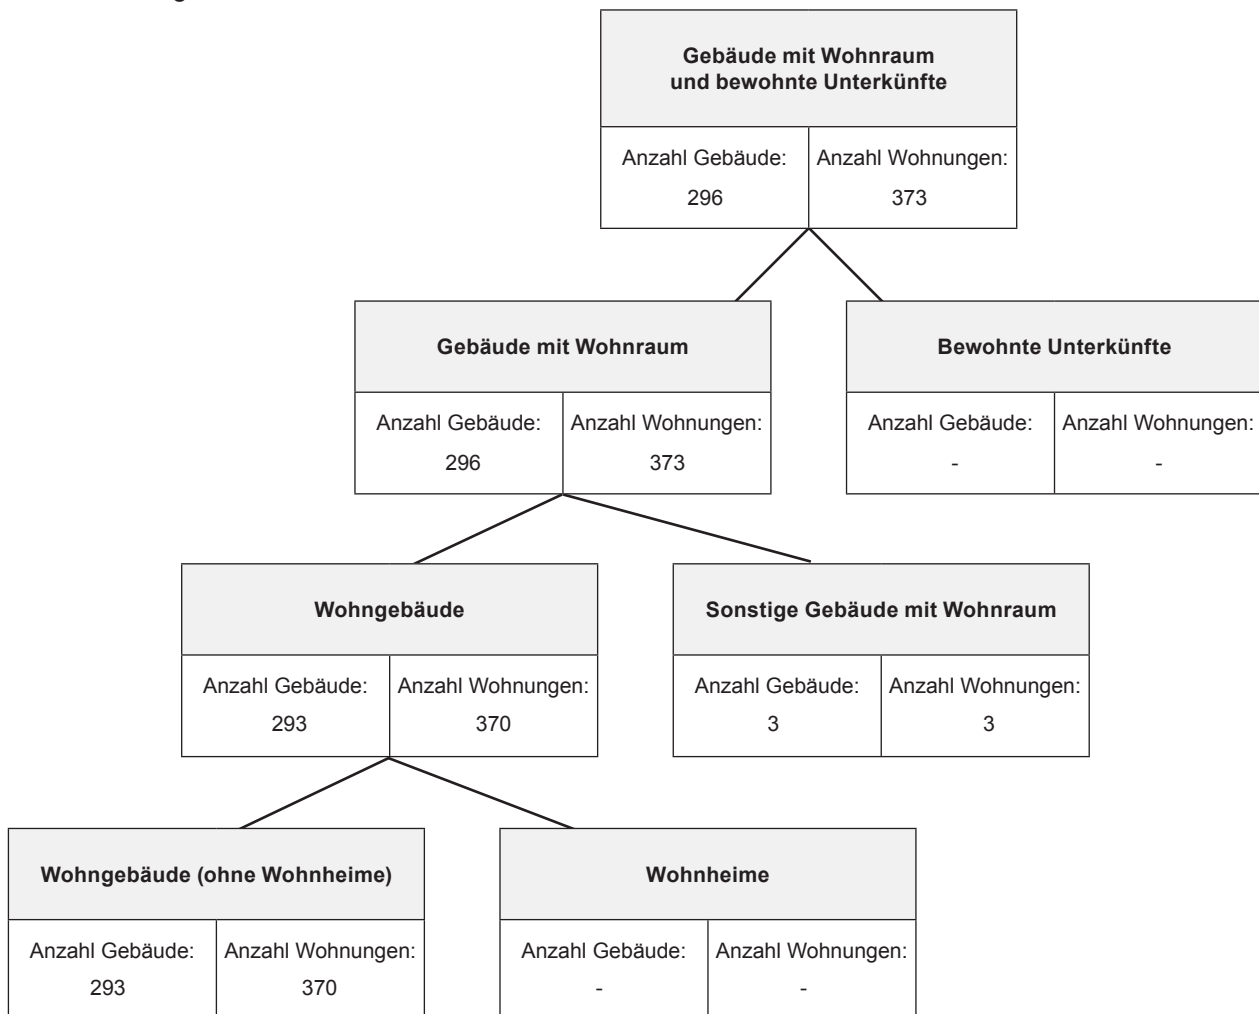 Gebäude mit Wohnraum
und bewohnte Unterkünfte
Anzahl Gebäude: Anzahl Wohnungen:
296 373
Gebäude mit Wohnraum
Anzahl Gebäude: Anzahl Wohnungen:
296 373
Bewohnte Unterkünfte
Anzahl Gebäude: Anzahl Wohnungen:
- -
Wohngebäude
Anzahl Gebäude: Anzahl Wohnungen:
293 370
Sonstige Gebäude mit Wohnraum
Anzahl Gebäude: Anzahl Wohnungen:
3 3
Wohngebäude (ohne Wohnheime)
Anzahl Gebäude: Anzahl Wohnungen:
293 370
Wohnheime
Anzahl Gebäude: Anzahl Wohnungen:
- -